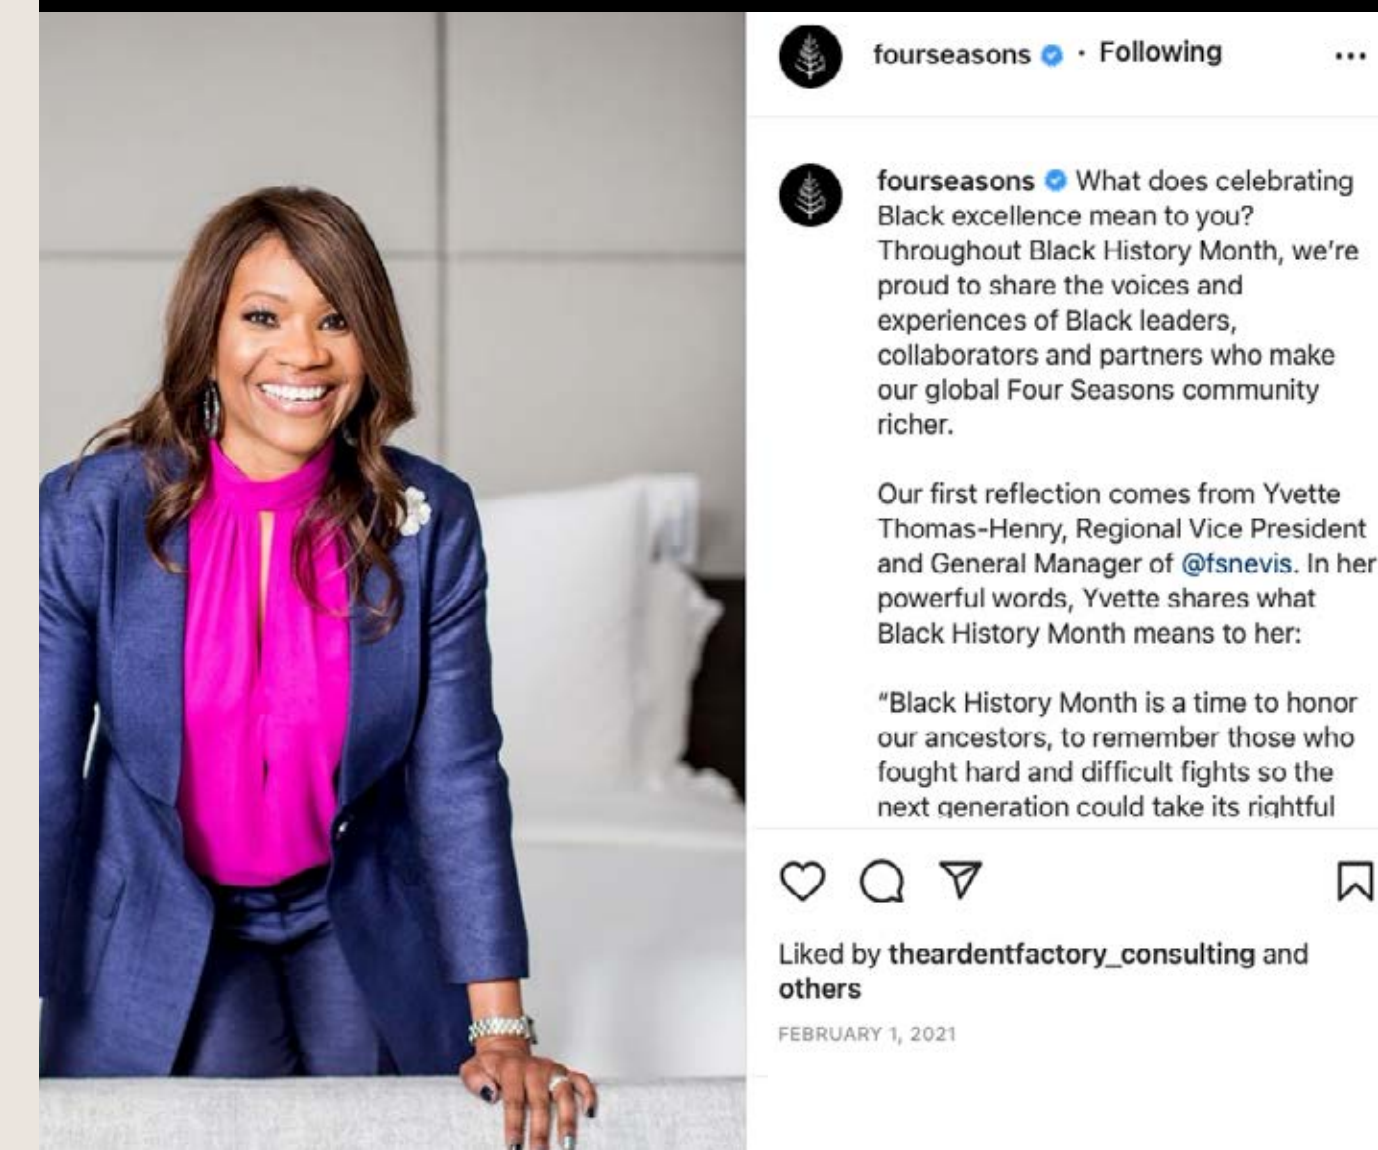 fourseasons · Following
fourseasons What does celebrating
Black excellence mean to you?
Throughout Black History Month, we're
proud to share the voices and
experiences of Black leaders,
collaborators and partners who make
our global Four Seasons community
richer.
Our first reflection comes from Yvette
Thomas-Henry, Regional Vice President
and General Manager of @fsnevis. In her
powerful words, Yvette shares what
Black History Month means to her:
“Black History Month is a time to honor
our ancestors, to remember those who
fought hard and difficult fights so the
next generation could take its rightful
Liked by theardentfactory_consulting and
others
FEBRUARY 1, 2021